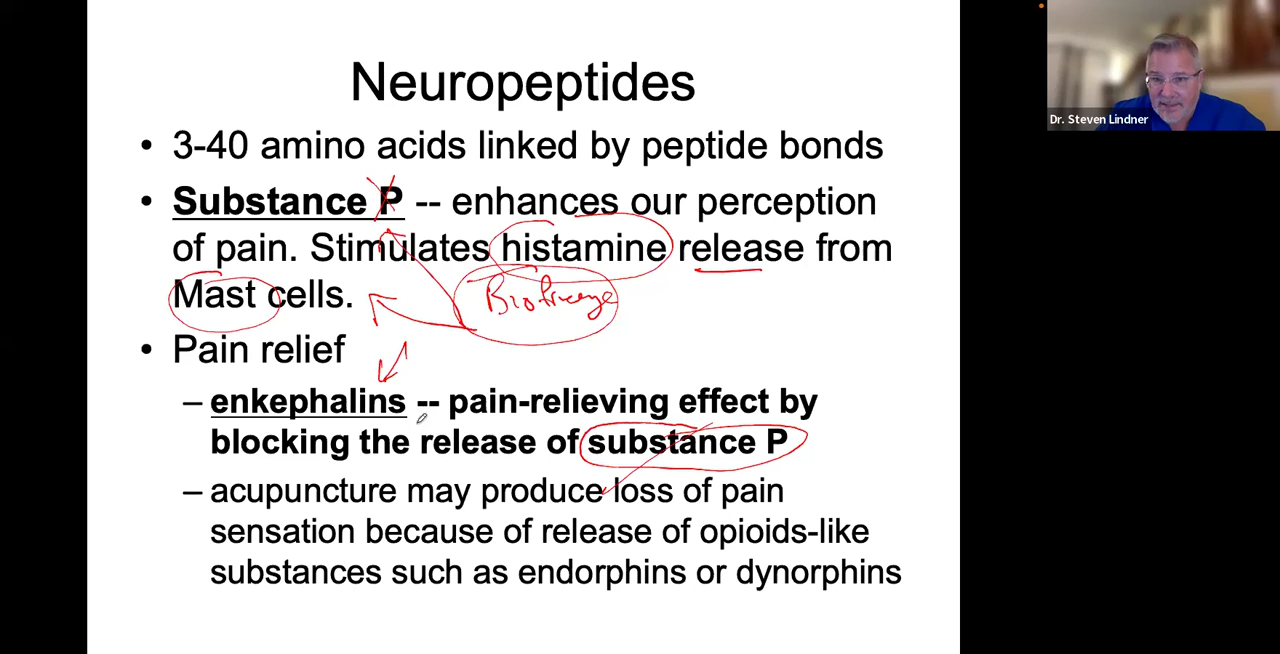 Neuropeptides
• 3-40 amino acids linked by peptide bonds
• Substance P -- enhances our perception
of pain. Stimulates histamine release from
Mast cells.
Biofreeze
• Pain relief
– enkephalins -- pain-relieving effect by
blocking the release of substance P
– acupuncture may produce loss of pain
sensation because of release of opioids-like
substances such as endorphins or dynorphins
Dr. Steven Lindner